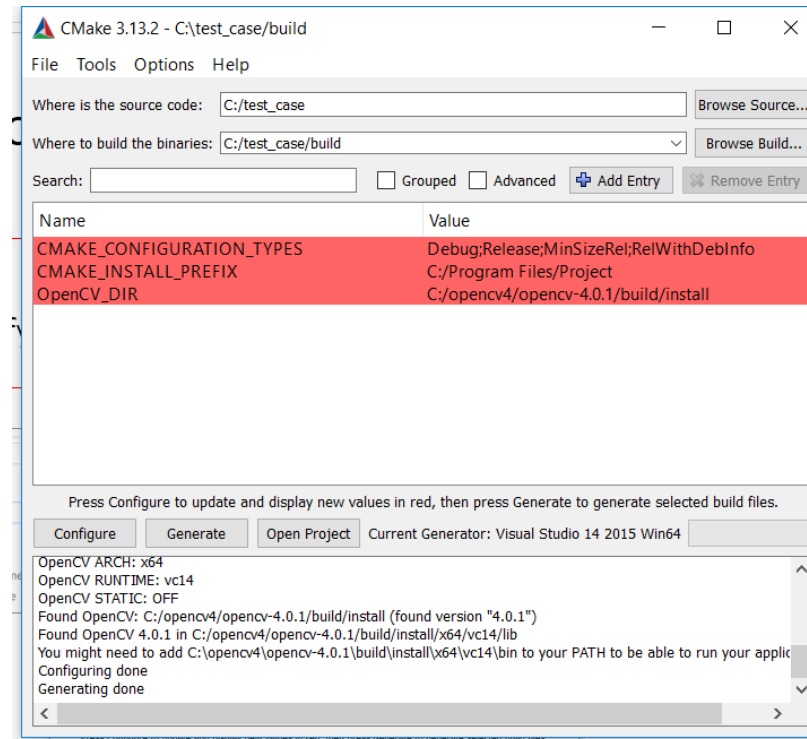 CMake 3.13.2 - C:\test_case/build
File Tools Options Help
Where is the source code: C:/test_case Browse Source...
Where to build the binaries: C:/test_case/build Browse Build...
Search: Grouped Advanced Add Entry Remove Entry
Name Value
CMAKE_CONFIGURATION_TYPES Debug;Release;MinSizeRel;RelWithDebInfo
CMAKE_INSTALL_PREFIX C:/Program Files/Project
OpenCV_DIR C:/opencv4/opencv-4.0.1/build/install
Press Configure to update and display new values in red, then press Generate to generate selected build files.
Configure Generate Open Project Current Generator: Visual Studio 14 2015 Win64
OpenCV ARCH: x64
OpenCV RUNTIME: vc14
OpenCV STATIC: OFF
Found OpenCV: C:/opencv4/opencv-4.0.1/build/install (found version "4.0.1")
Found OpenCV 4.0.1 in C:/opencv4/opencv-4.0.1/build/install/x64/vc14/lib
You might need to add C:\opencv4\opencv-4.0.1\build\install\x64\vc14\bin to your PATH to be able to run your applic
Configuring done
Generating done